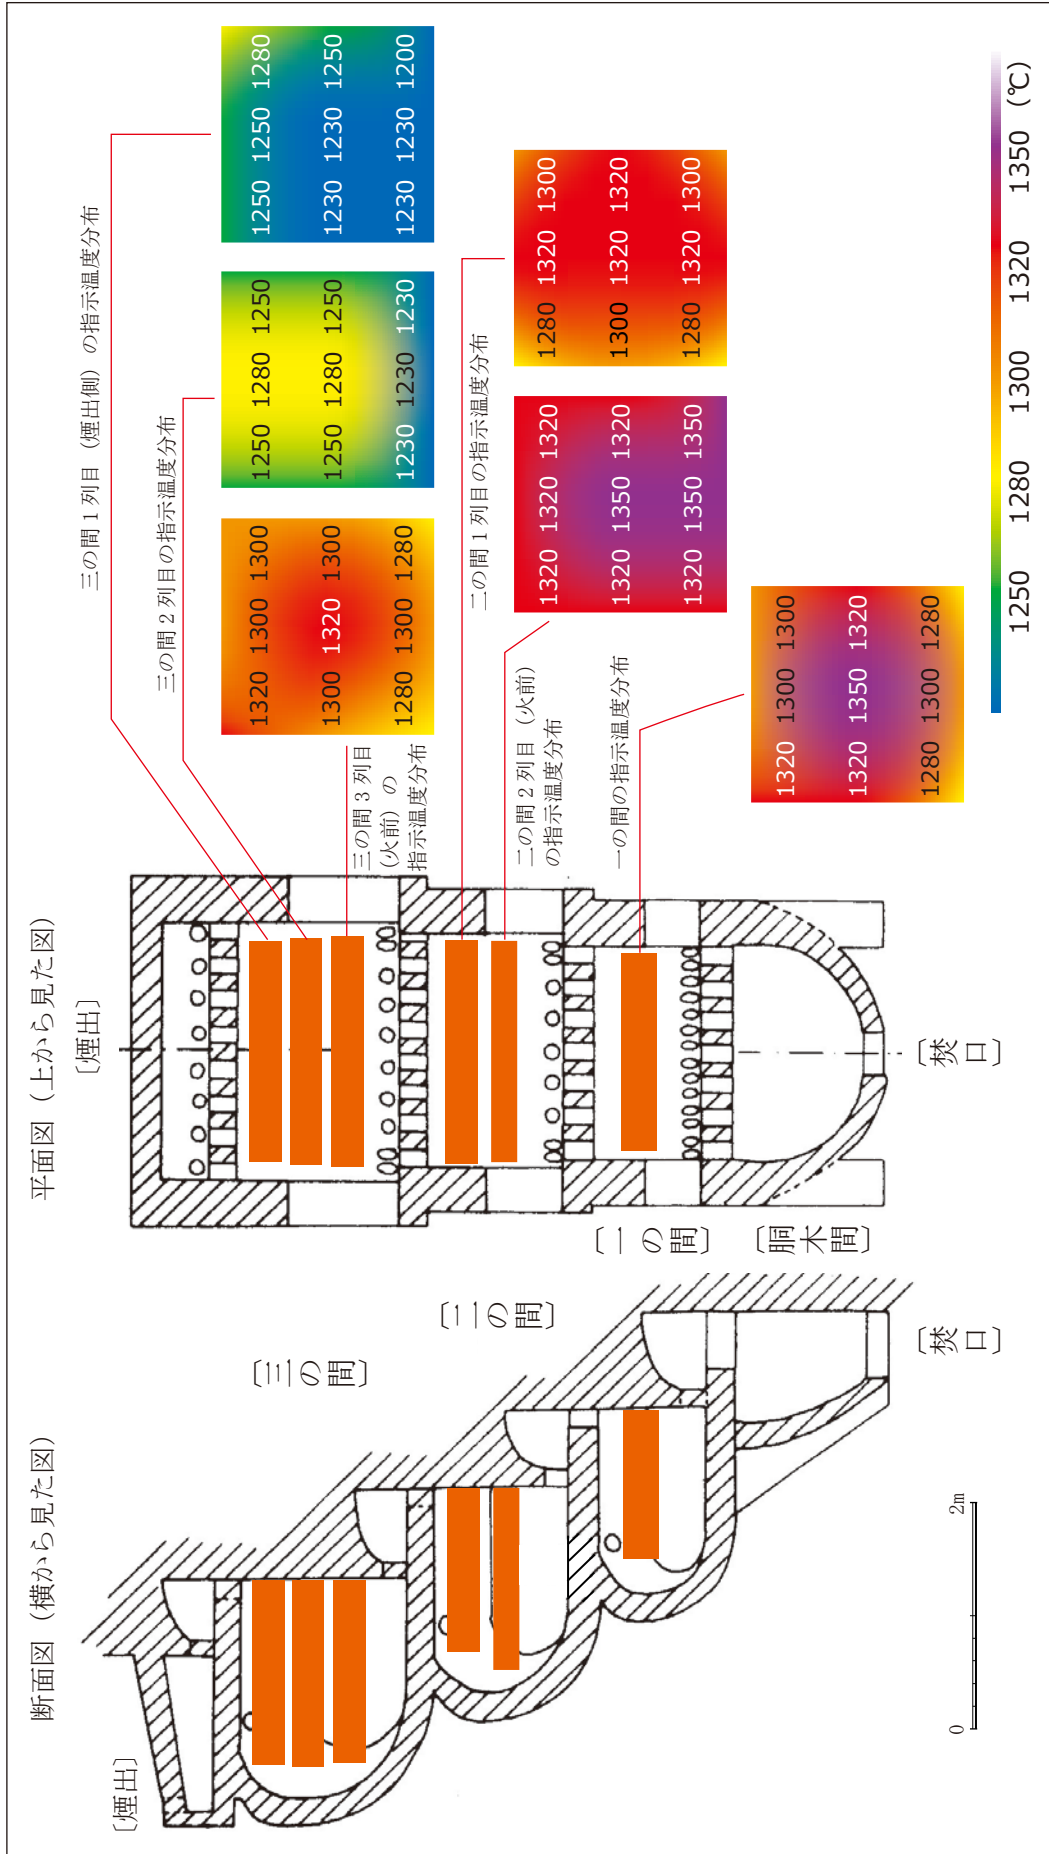 断面図（横から見た図）
〔煙出〕
〔三の間〕
〔二の間〕
〔一の間〕
〔胴木間〕
〔焚口〕
0 2m
平面図（上から見た図）
〔煙出〕
〔焚口〕
三の間1列目（煙出側）の指示温度分布
1250 1250 1280
1230 1230 1250
1230 1230 1200
三の間2列目の指示温度分布
1250 1280 1250
1250 1280 1250
1230 1230 1230
三の間3列目
（火前）の
指示温度分布
1320 1300 1300
1300 1320 1300
1280 1300 1280
二の間1列目の指示温度分布
1280 1320 1300
1300 1320 1320
1280 1320 1300
二の間2列目（火前）
の指示温度分布
1320 1320 1320
1320 1350 1320
1320 1350 1350
一の間の指示温度分布
1320 1300 1300
1320 1350 1320
1280 1300 1280
1250 1280 1300 1320 1350 (℃)